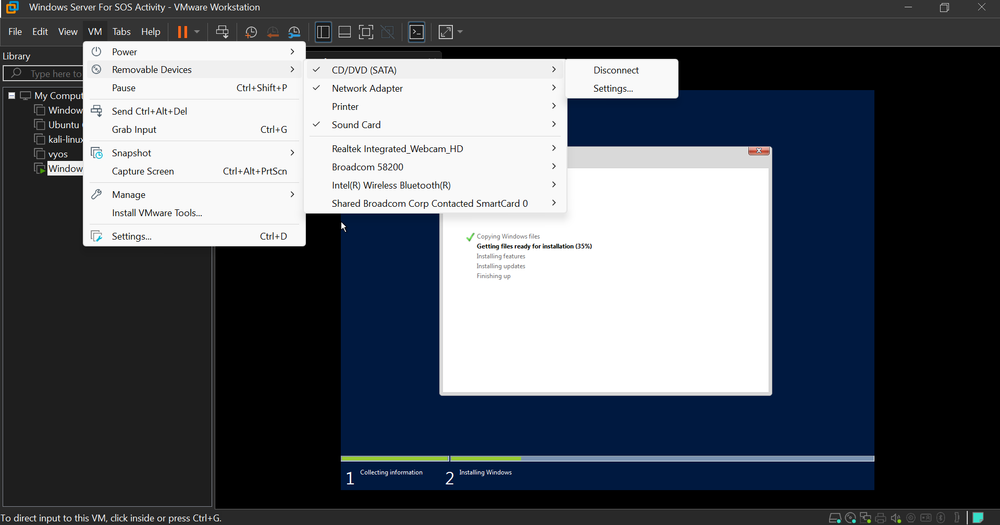 Windows Server For SOS Activity - VMware Workstation
File Edit View VM Tabs Help
Library
Type here to
My Comput
Window
Ubuntu
kali-linux
vyos
Window
Power
Removable Devices
Pause Ctrl+Shift+P
Send Ctrl+Alt+Del
Grab Input Ctrl+G
Snapshot
Capture Screen Ctrl+Alt+PrtScn
Manage
Install VMware Tools...
Settings... Ctrl+D
CD/DVD (SATA)
Network Adapter
Printer
Sound Card
Realtek Integrated_Webcam_HD
Broadcom 58200
Intel(R) Wireless Bluetooth(R)
Shared Broadcom Corp Contacted SmartCard 0
Disconnect
Settings...
Copying Windows files
Getting files ready for installation (35%)
Installing features
Installing updates
Finishing up
1 Collecting information
2 Installing Windows
To direct input to this VM, click inside or press Ctrl+G.